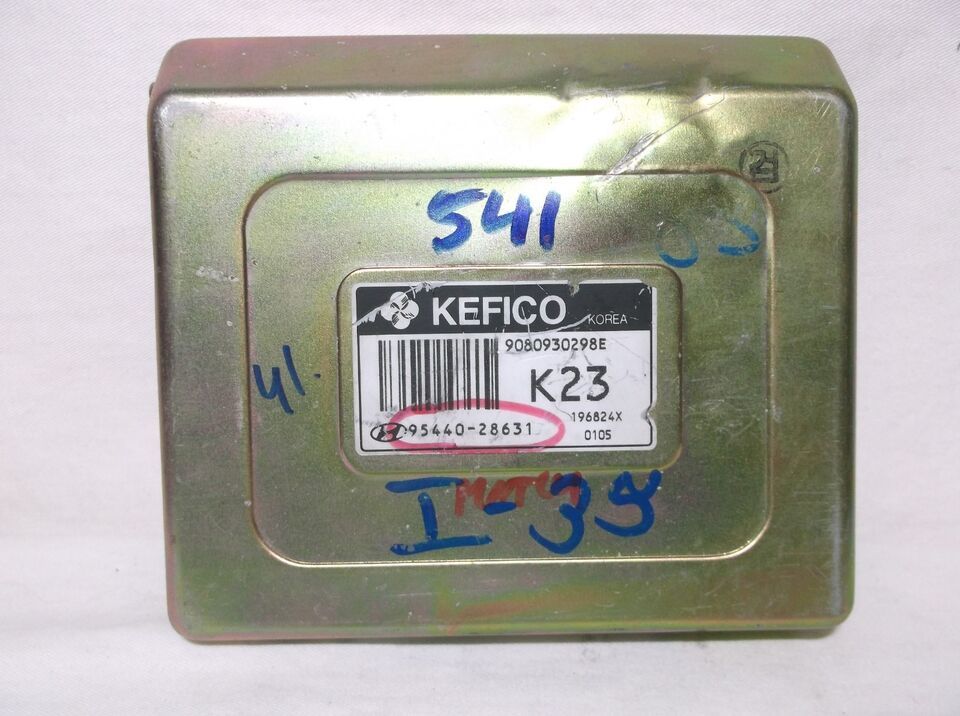 541
KEFICO KOREA
9080930298E
K23
196824X
95440-28631
0105
41.
I-39